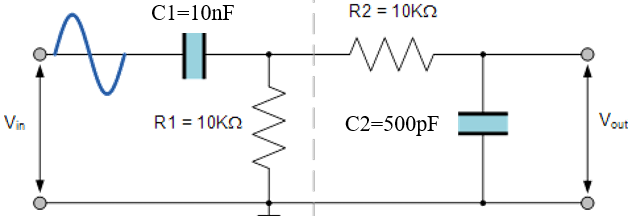 C1=10nF
R2 = 10KΩ
Vin
R1 = 10KΩ
C2=500pF
Vout